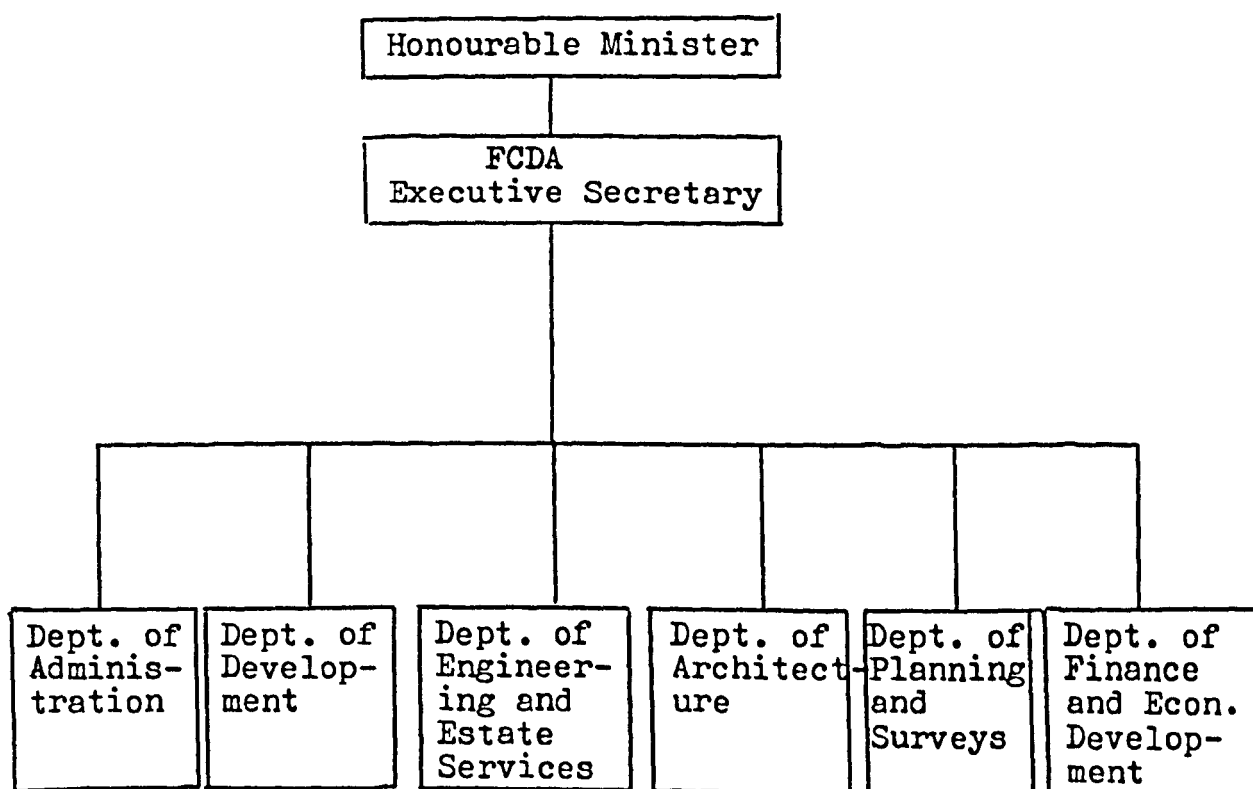 Honourable Minister
FCDA
Executive Secretary
Dept. of
Adminis-
tration
Dept. of
Develop-
ment
Dept. of
Engineer-
ing and
Estate
Services
Dept. of
Architect-
ure
Dept. of
Planning
and
Surveys
Dept. of
Finance
and Econ.
Develop-
ment